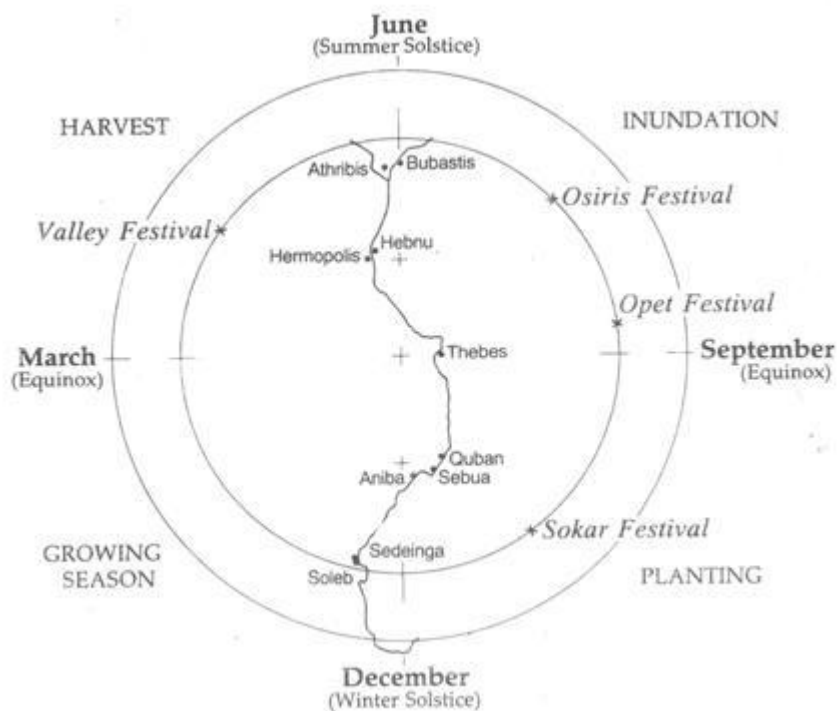 June
(Summer Solstice)
HARVEST
INUNDATION
Athribis
Bubastis
Osiris Festival
Valley Festival
Hebnu
Hermopolis
Opet Festival
March
(Equinox)
Thebes
September
(Equinox)
Quban
Aniba
Sebua
Sokar Festival
GROWING
SEASON
Sedeinga
Soleb
PLANTING
December
(Winter Solstice)